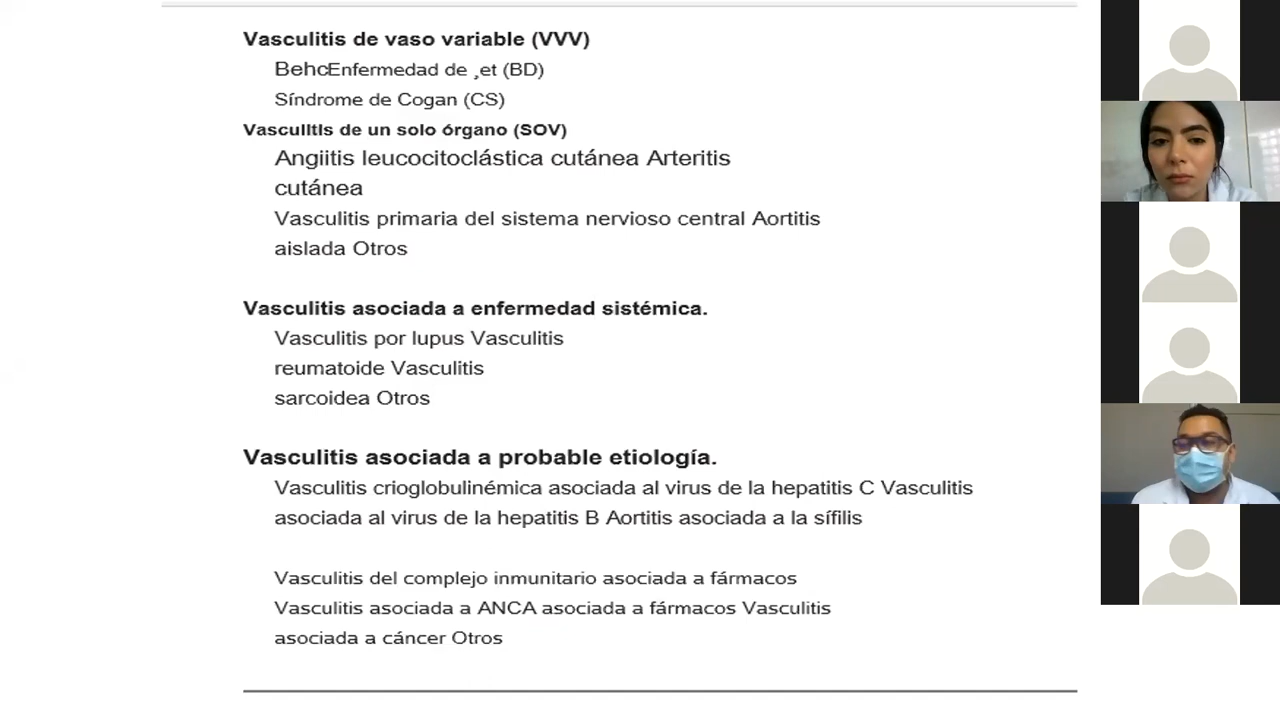 Vasculitis de vaso variable (VVV)
BehcEnfermedad de ¸et (BD)
Síndrome de Cogan (CS)
Vasculitis de un solo órgano (SOV)
Angiitis leucocitoclástica cutánea Arteritis
cutánea
Vasculitis primaria del sistema nervioso central Aortitis
aislada Otros
Vasculitis asociada a enfermedad sistémica.
Vasculitis por lupus Vasculitis
reumatoide Vasculitis
sarcoidea Otros
Vasculitis asociada a probable etiología.
Vasculitis crioglobulinémica asociada al virus de la hepatitis C Vasculitis
asociada al virus de la hepatitis B Aortitis asociada a la sífilis
Vasculitis del complejo inmunitario asociada a fármacos
Vasculitis asociada a ANCA asociada a fármacos Vasculitis
asociada a cáncer Otros